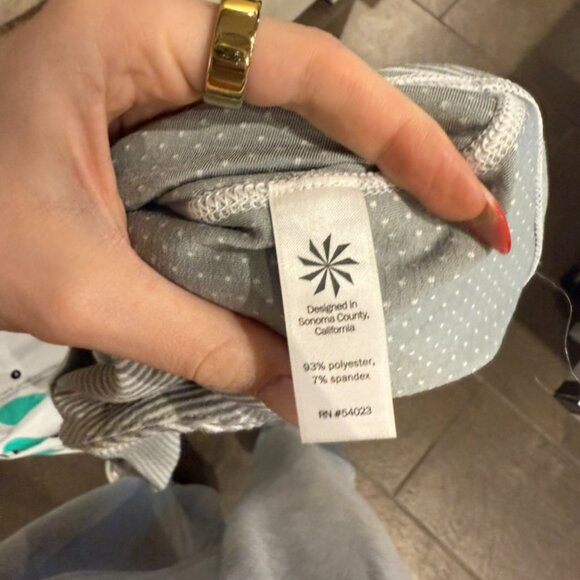 Designed in
Sonoma County,
California
93% polyester,
7% spandex
RN #54023